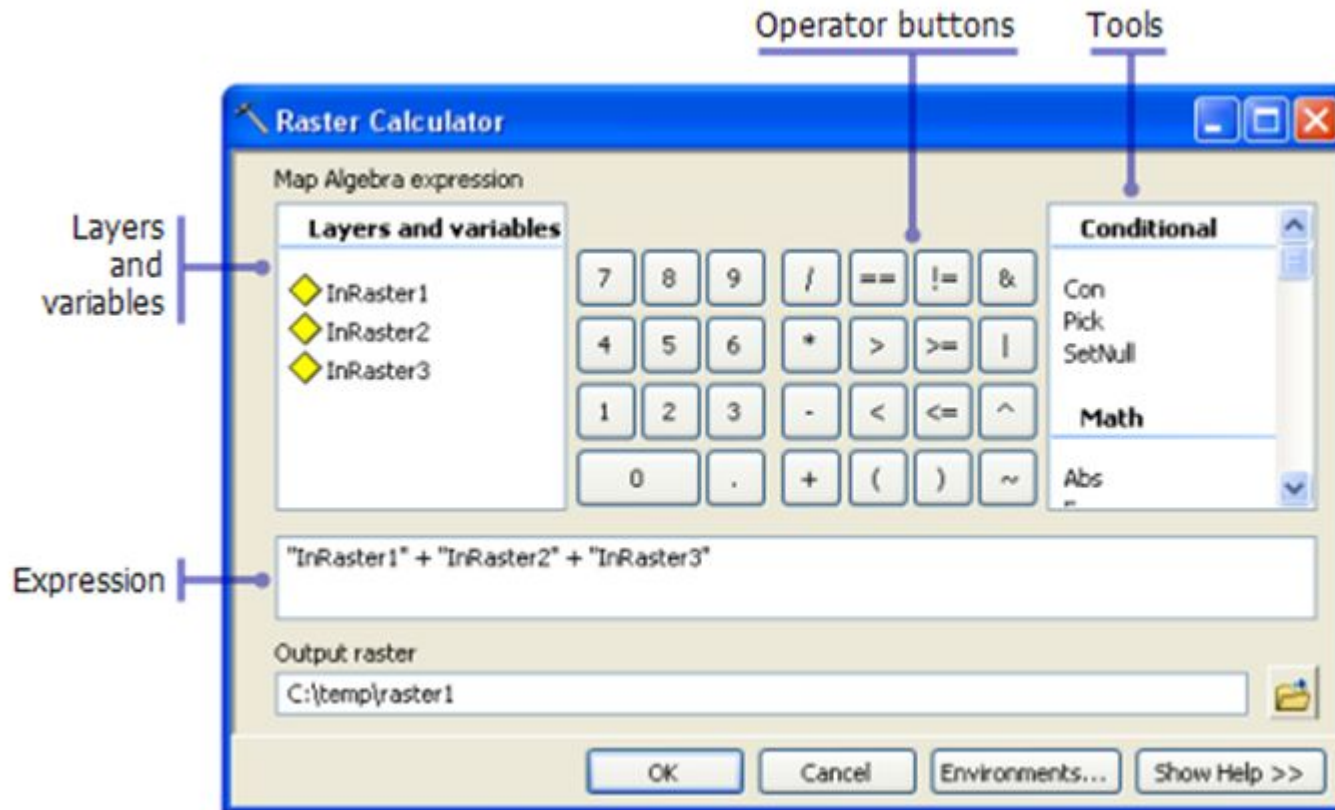 Operator buttons
Tools
Raster Calculator
Map Algebra expression
Layers
and
variables
Layers and variables
InRaster1
InRaster2
InRaster3
7 8 9 / == != &
4 5 6 * > >= |
1 2 3 - < <= ^
0 . + ( ) ~
Conditional
Con
Pick
SetNull
Math
Abs
Expression
"InRaster1" + "InRaster2" + "InRaster3"
Output raster
C:\temp\raster1
OK
Cancel
Environments...
Show Help >>